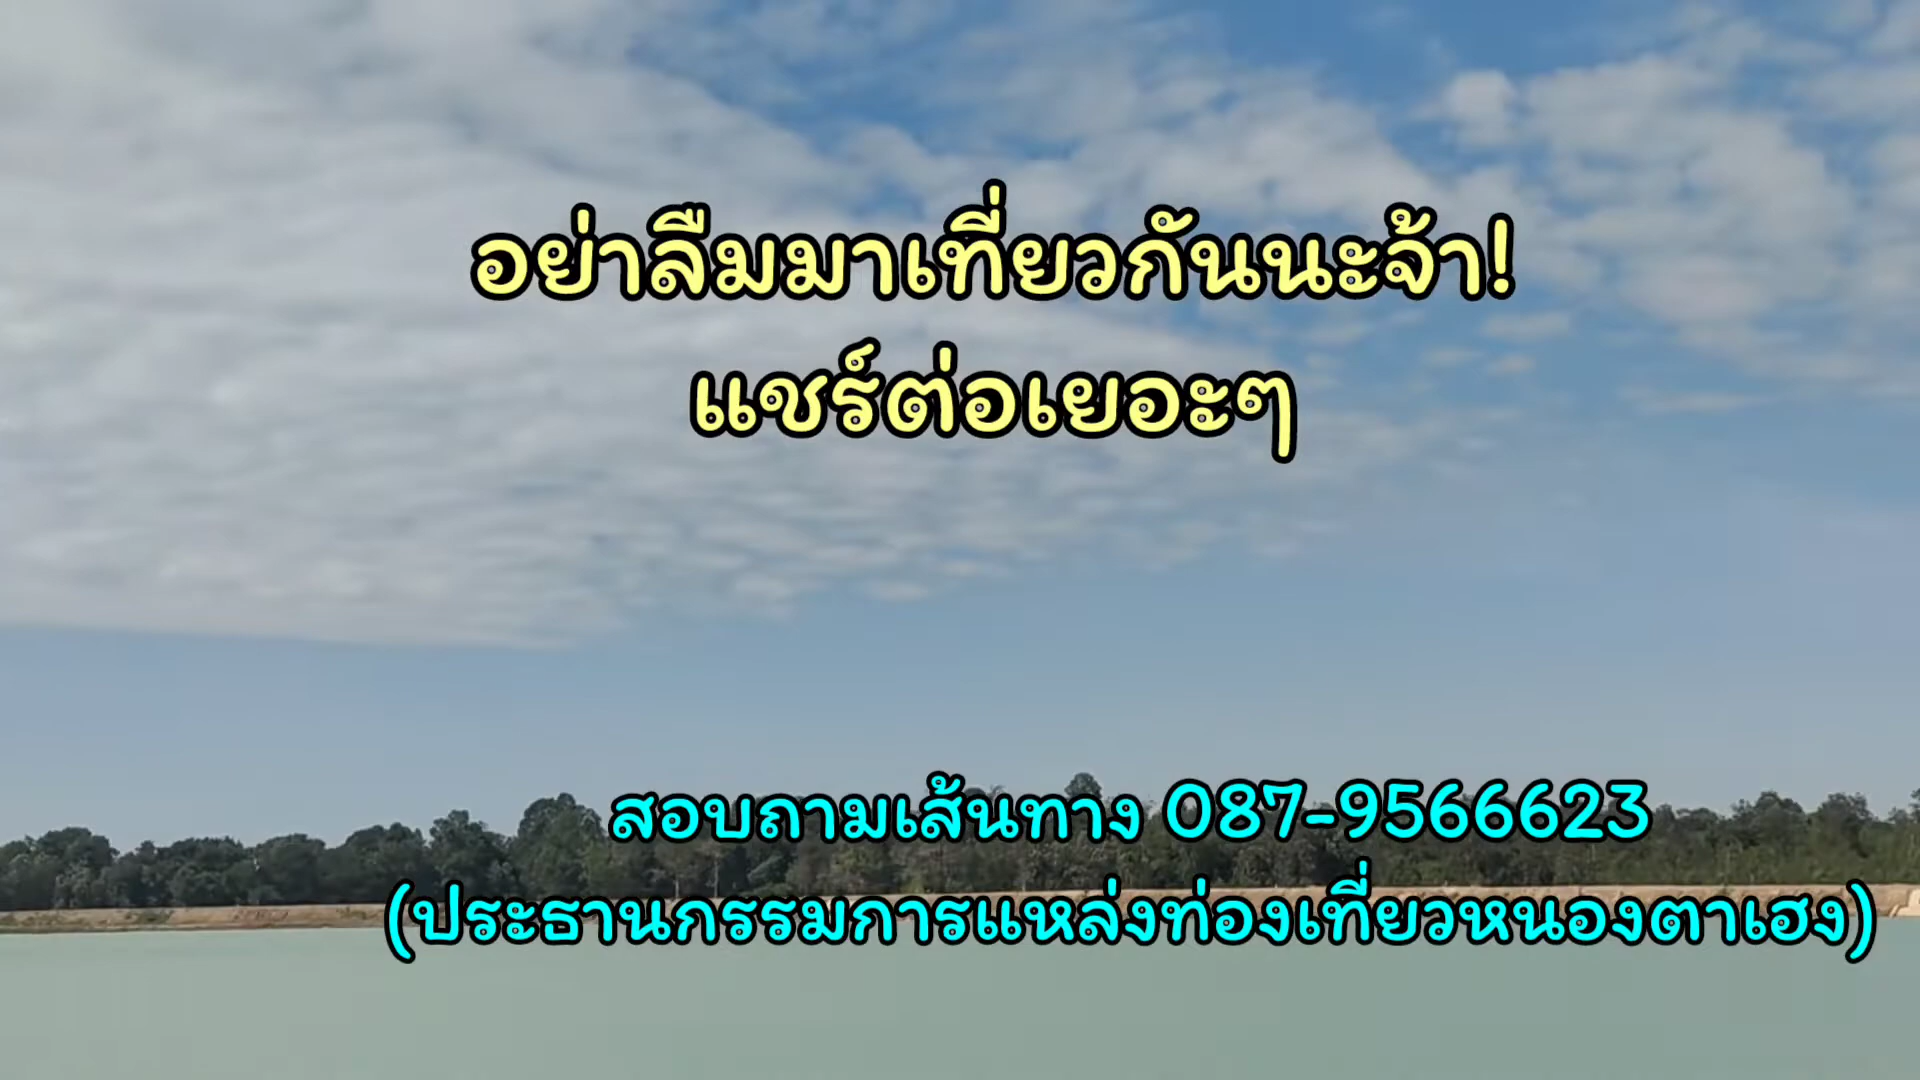 อย่าลืมมาเที่ยวกันนะจ้า!
แชร์ต่อเยอะๆ
สอบถามเส้นทาง 087-9566623
(ประธานกรรมการแหล่งท่องเที่ยวหนองตาเฮง)